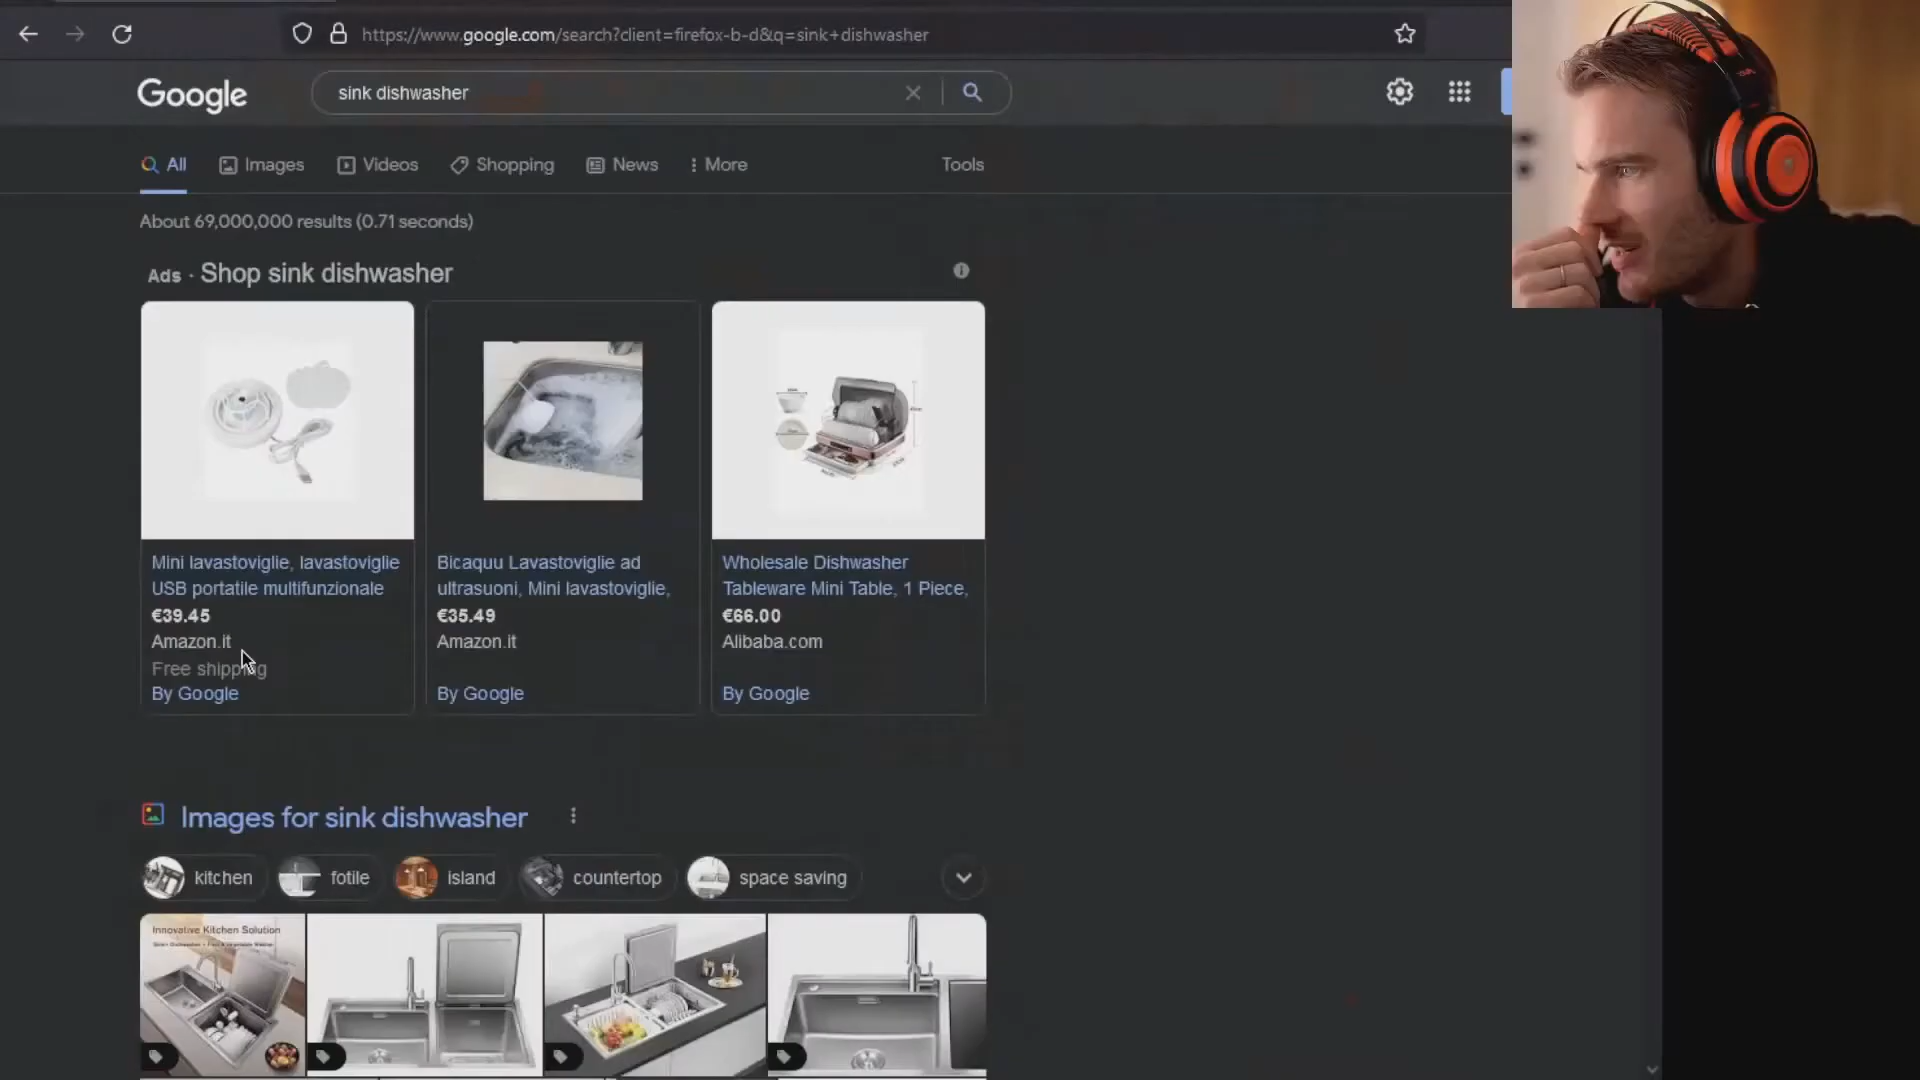 https://www.google.com/search?client=firefox-b-d&q=sink+dishwasher
Google
sink dishwasher
All
Images
Videos
Shopping
News
More
Tools
About 69,000,000 results (0.71 seconds)
Ads · Shop sink dishwasher
Mini lavastoviglie, lavastoviglie
USB portatile multifunzionale
€39.45
Amazon.it
Free shipping
By Google
Bicaquu Lavastoviglie ad
ultrasuoni, Mini lavastoviglie,
€35.49
Amazon.it
By Google
Wholesale Dishwasher
Tableware Mini Table, 1 Piece,
€66.00
Alibaba.com
By Google
Images for sink dishwasher
kitchen
fotile
island
countertop
space saving
Innovative Kitchen Solution